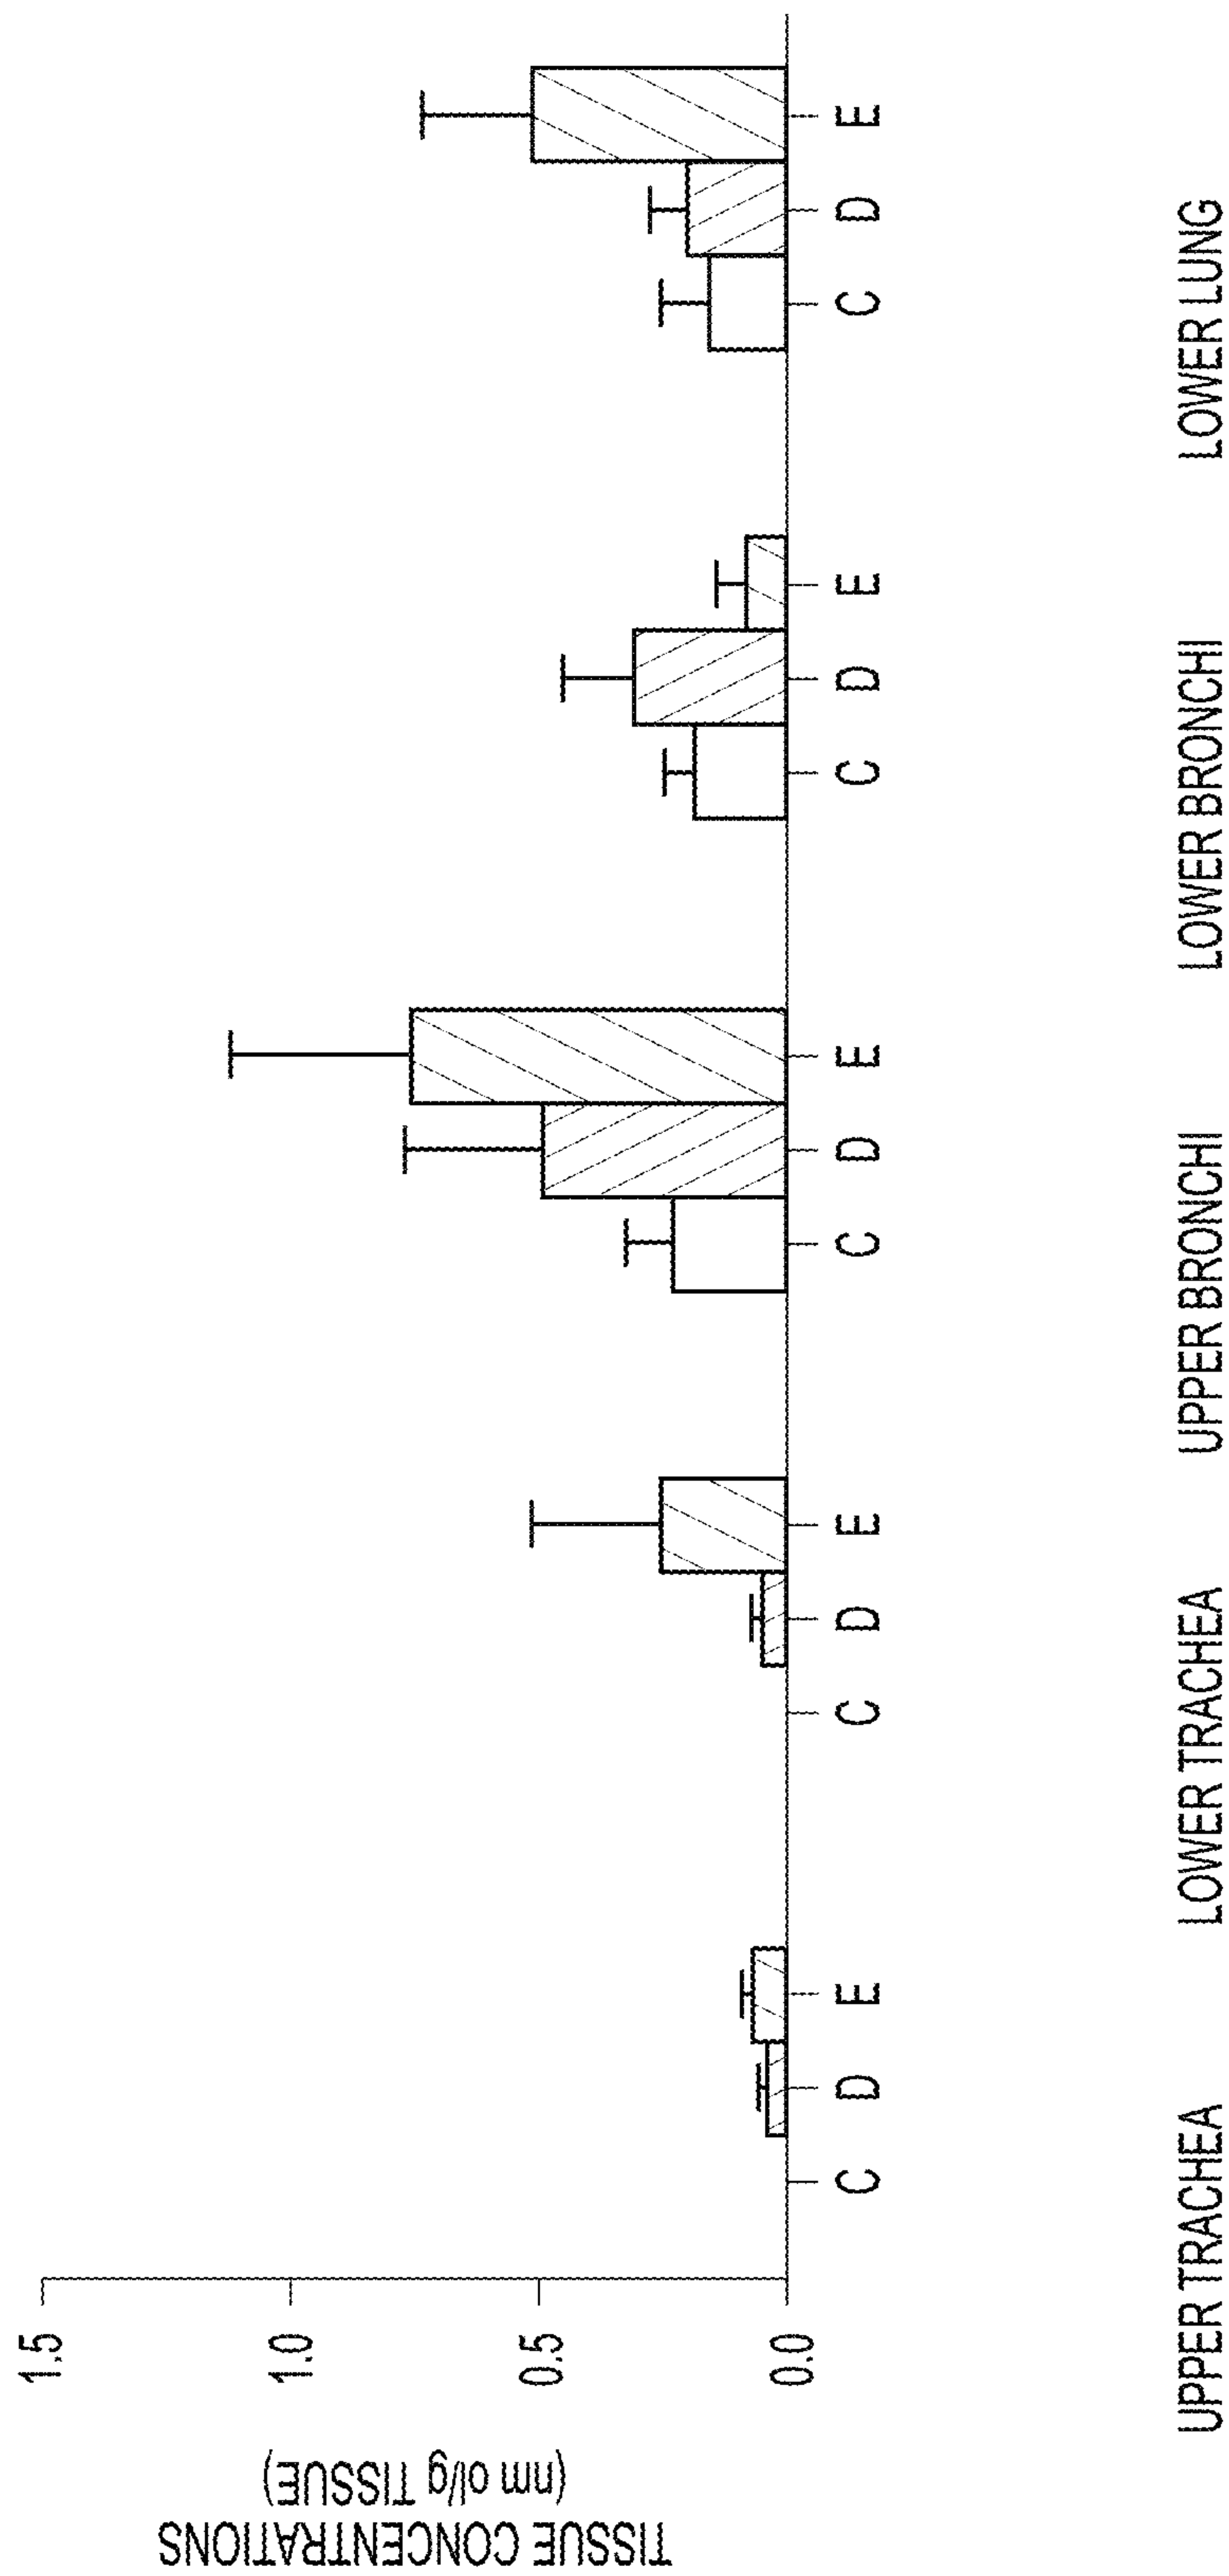 TISSUE CONCENTRATIONS
(nm ol/g TISSUE)
1.5
1.0
0.5
0.0
C D E C D E C D E C D E C D E
UPPER TRACHEA LOWER TRACHEA UPPER BRONCHI LOWER BRONCHI LOWER LUNG